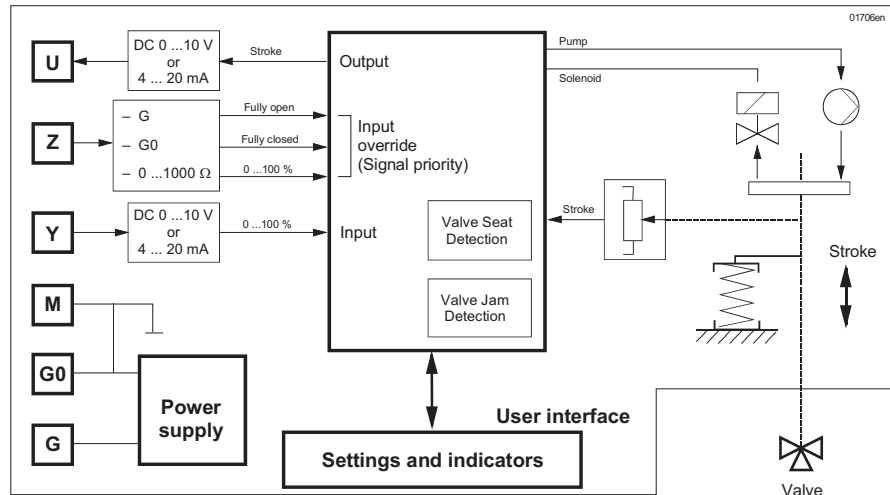 01706en
U
DC 0 ...10 V
or
4 ... 20 mA
Stroke
Output
Pump
Solenoid
Z
– G
– G0
– 0 ...1000 Ω
Fully open
Fully closed
0 ...100 %
Input
override
(Signal priority)
Y
DC 0 ...10 V
or
4 ... 20 mA
0 ...100 %
Input
Valve Seat
Detection
Valve Jam
Detection
Stroke
Stroke
M
G0
G
Power
supply
User interface
Settings and indicators
Valve